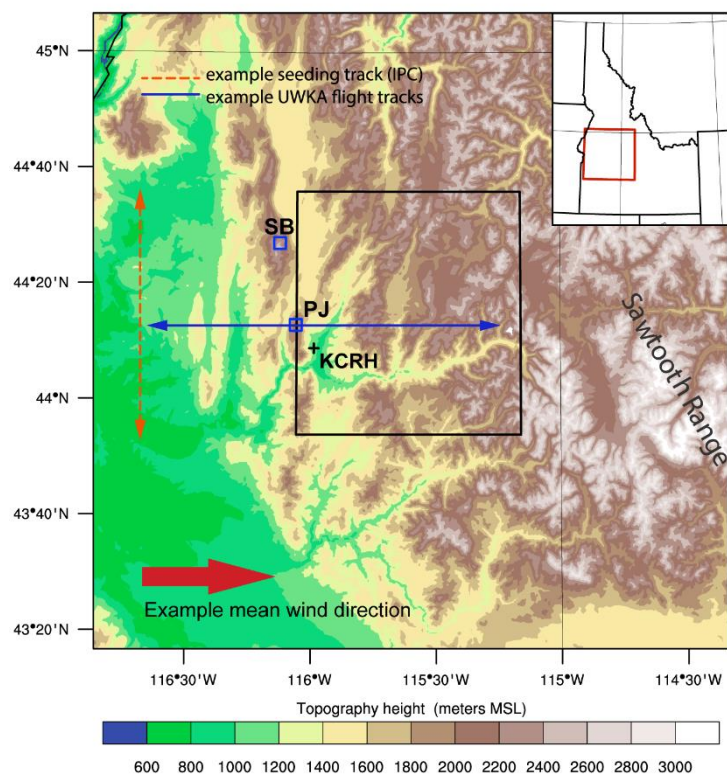 45°N
example seeding track (IPC)
example UWKA flight tracks
44°40'N
SB
44°20'N
PJ
KCRH
Sawtooth Range
44°N
43°40'N
Example mean wind direction
43°20'N
116°30'W 116°W 115°30'W 115°W 114°30'W
Topography height (meters MSL)
600 800 1000 1200 1400 1600 1800 2000 2200 2400 2600 2800 3000